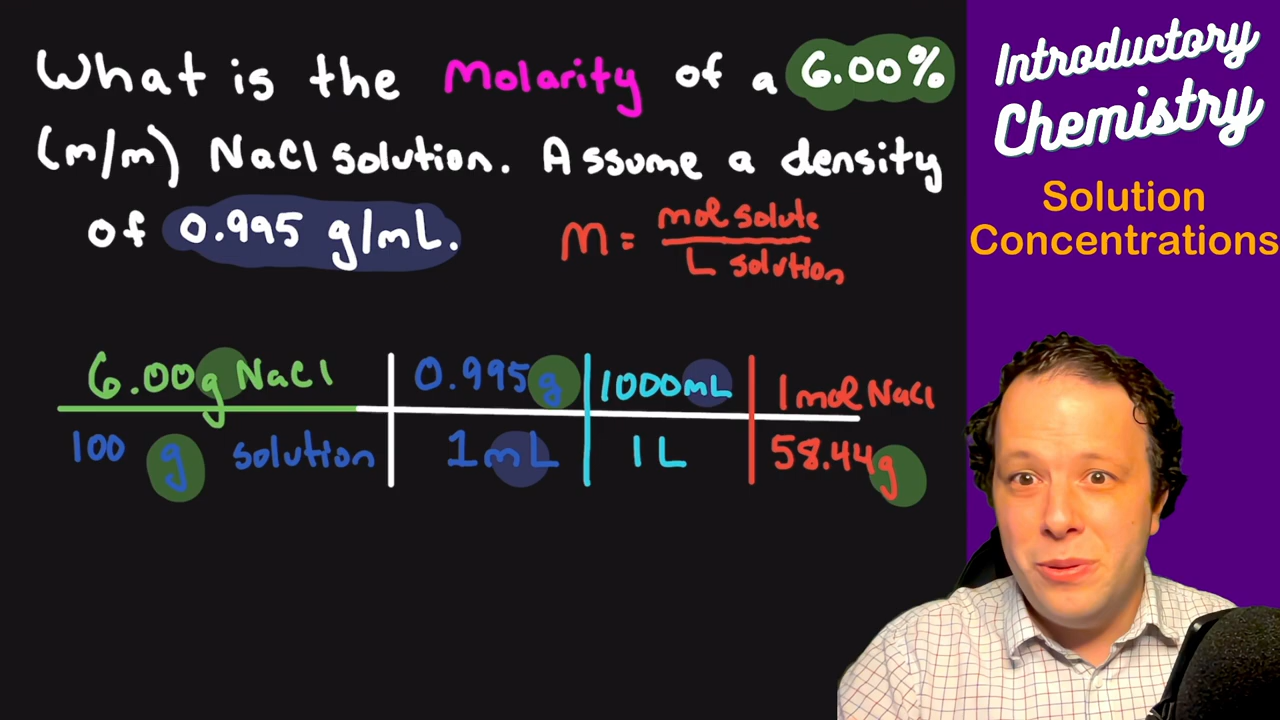 What is the Molarity of a 6.00%
(m/m) NaCl solution. Assume a density
of 0.995 g/mL.
M = mol solute
L solution
6.00g NaCl 0.995g 1000mL 1mol NaCl
100 g solution 1mL 1L 58.44g
Introductory
Chemistry
Solution
Concentrations